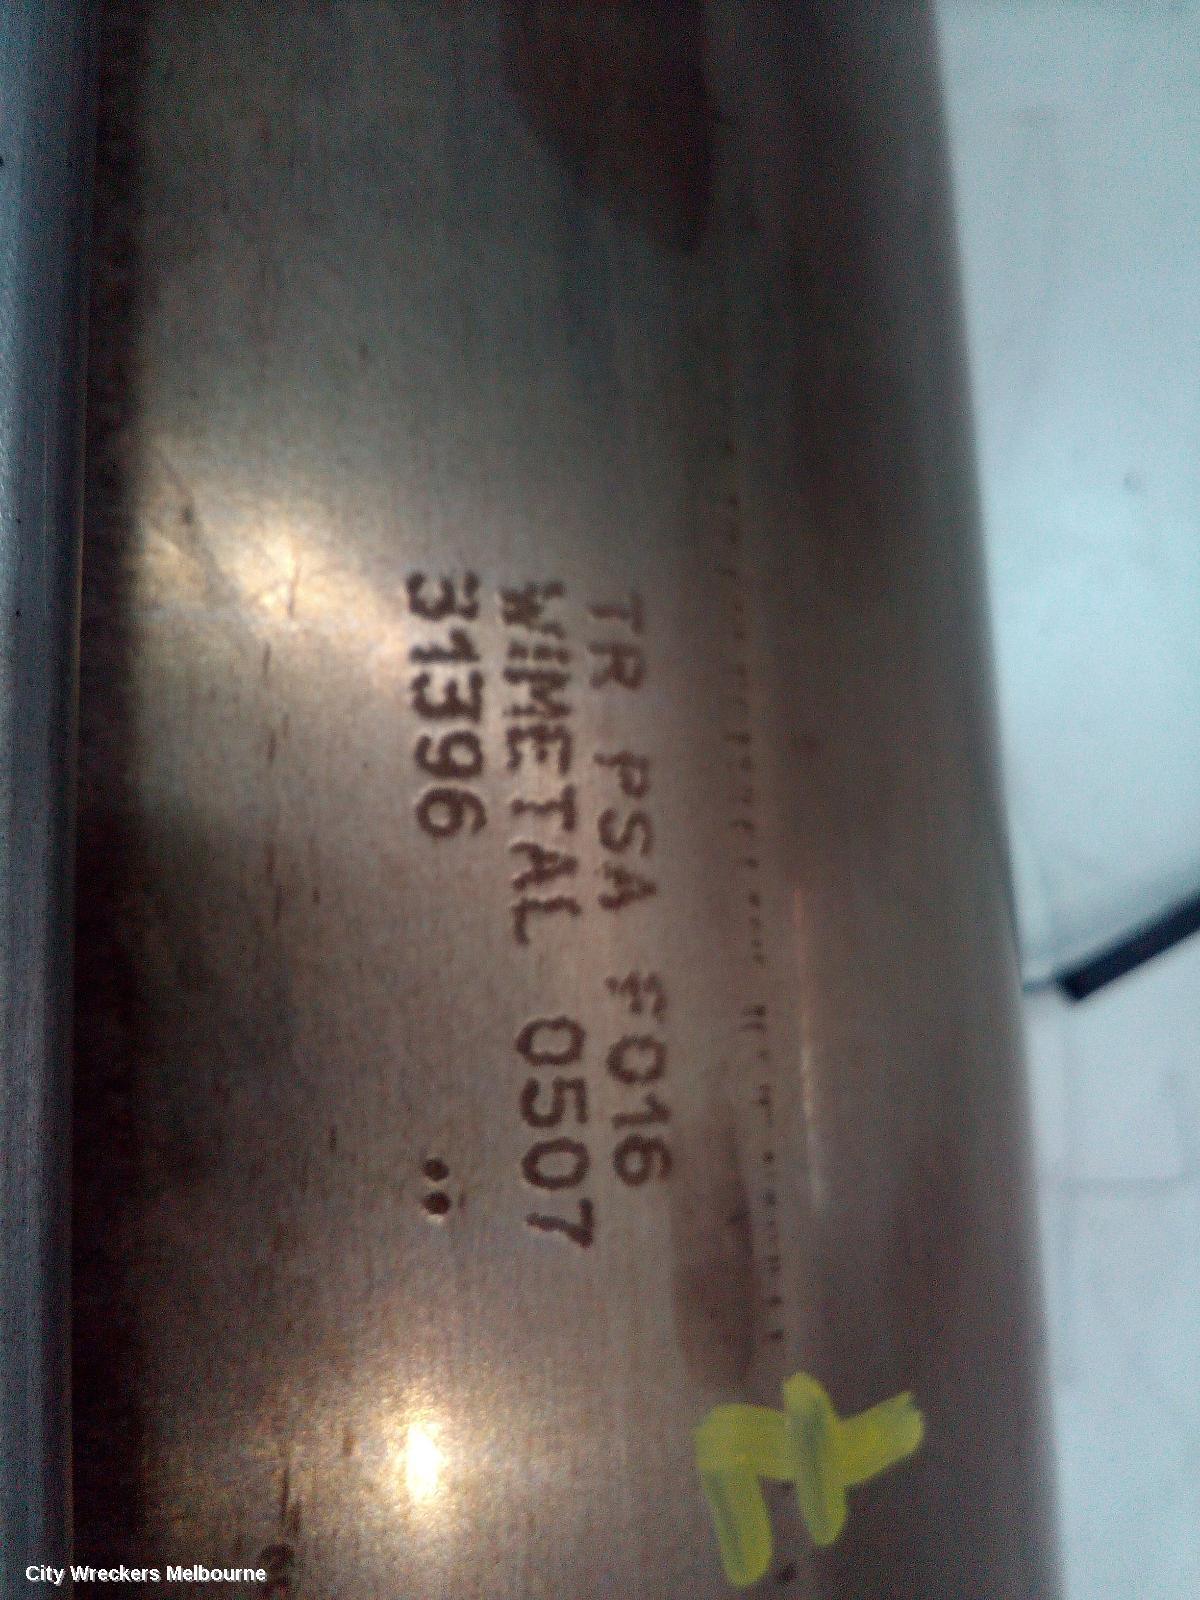 TR PSA F016
WIMETAL 0507
31396
City Wreckers Melbourne